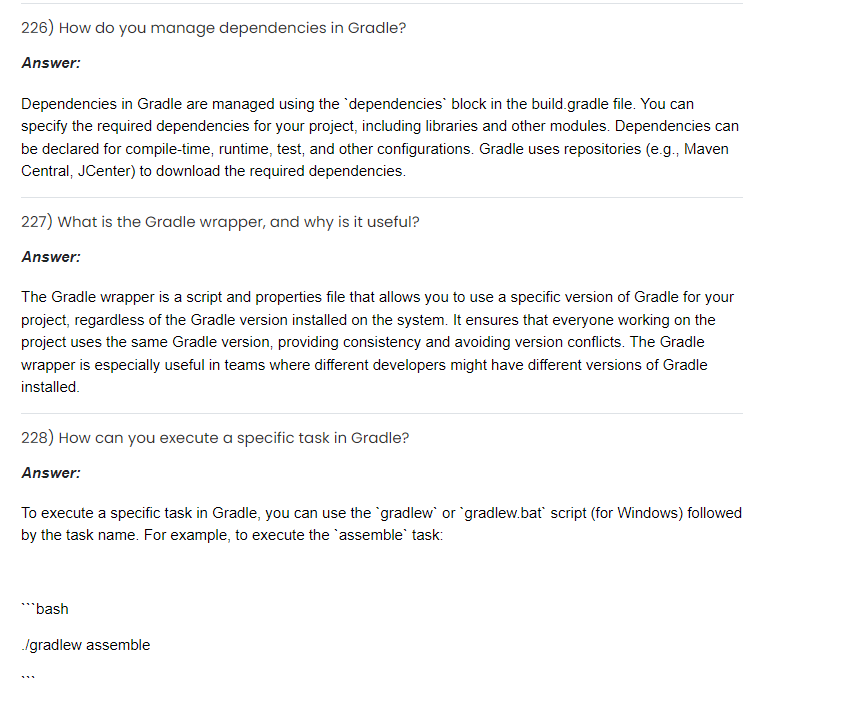 226) How do you manage dependencies in Gradle?
Answer:
Dependencies in Gradle are managed using the `dependencies` block in the build.gradle file. You can
specify the required dependencies for your project, including libraries and other modules. Dependencies can
be declared for compile-time, runtime, test, and other configurations. Gradle uses repositories (e.g., Maven
Central, JCenter) to download the required dependencies.
227) What is the Gradle wrapper, and why is it useful?
Answer:
The Gradle wrapper is a script and properties file that allows you to use a specific version of Gradle for your
project, regardless of the Gradle version installed on the system. It ensures that everyone working on the
project uses the same Gradle version, providing consistency and avoiding version conflicts. The Gradle
wrapper is especially useful in teams where different developers might have different versions of Gradle
installed.
228) How can you execute a specific task in Gradle?
Answer:
To execute a specific task in Gradle, you can use the `gradlew` or `gradlew.bat` script (for Windows) followed
by the task name. For example, to execute the `assemble` task:
```bash
./gradlew assemble
```